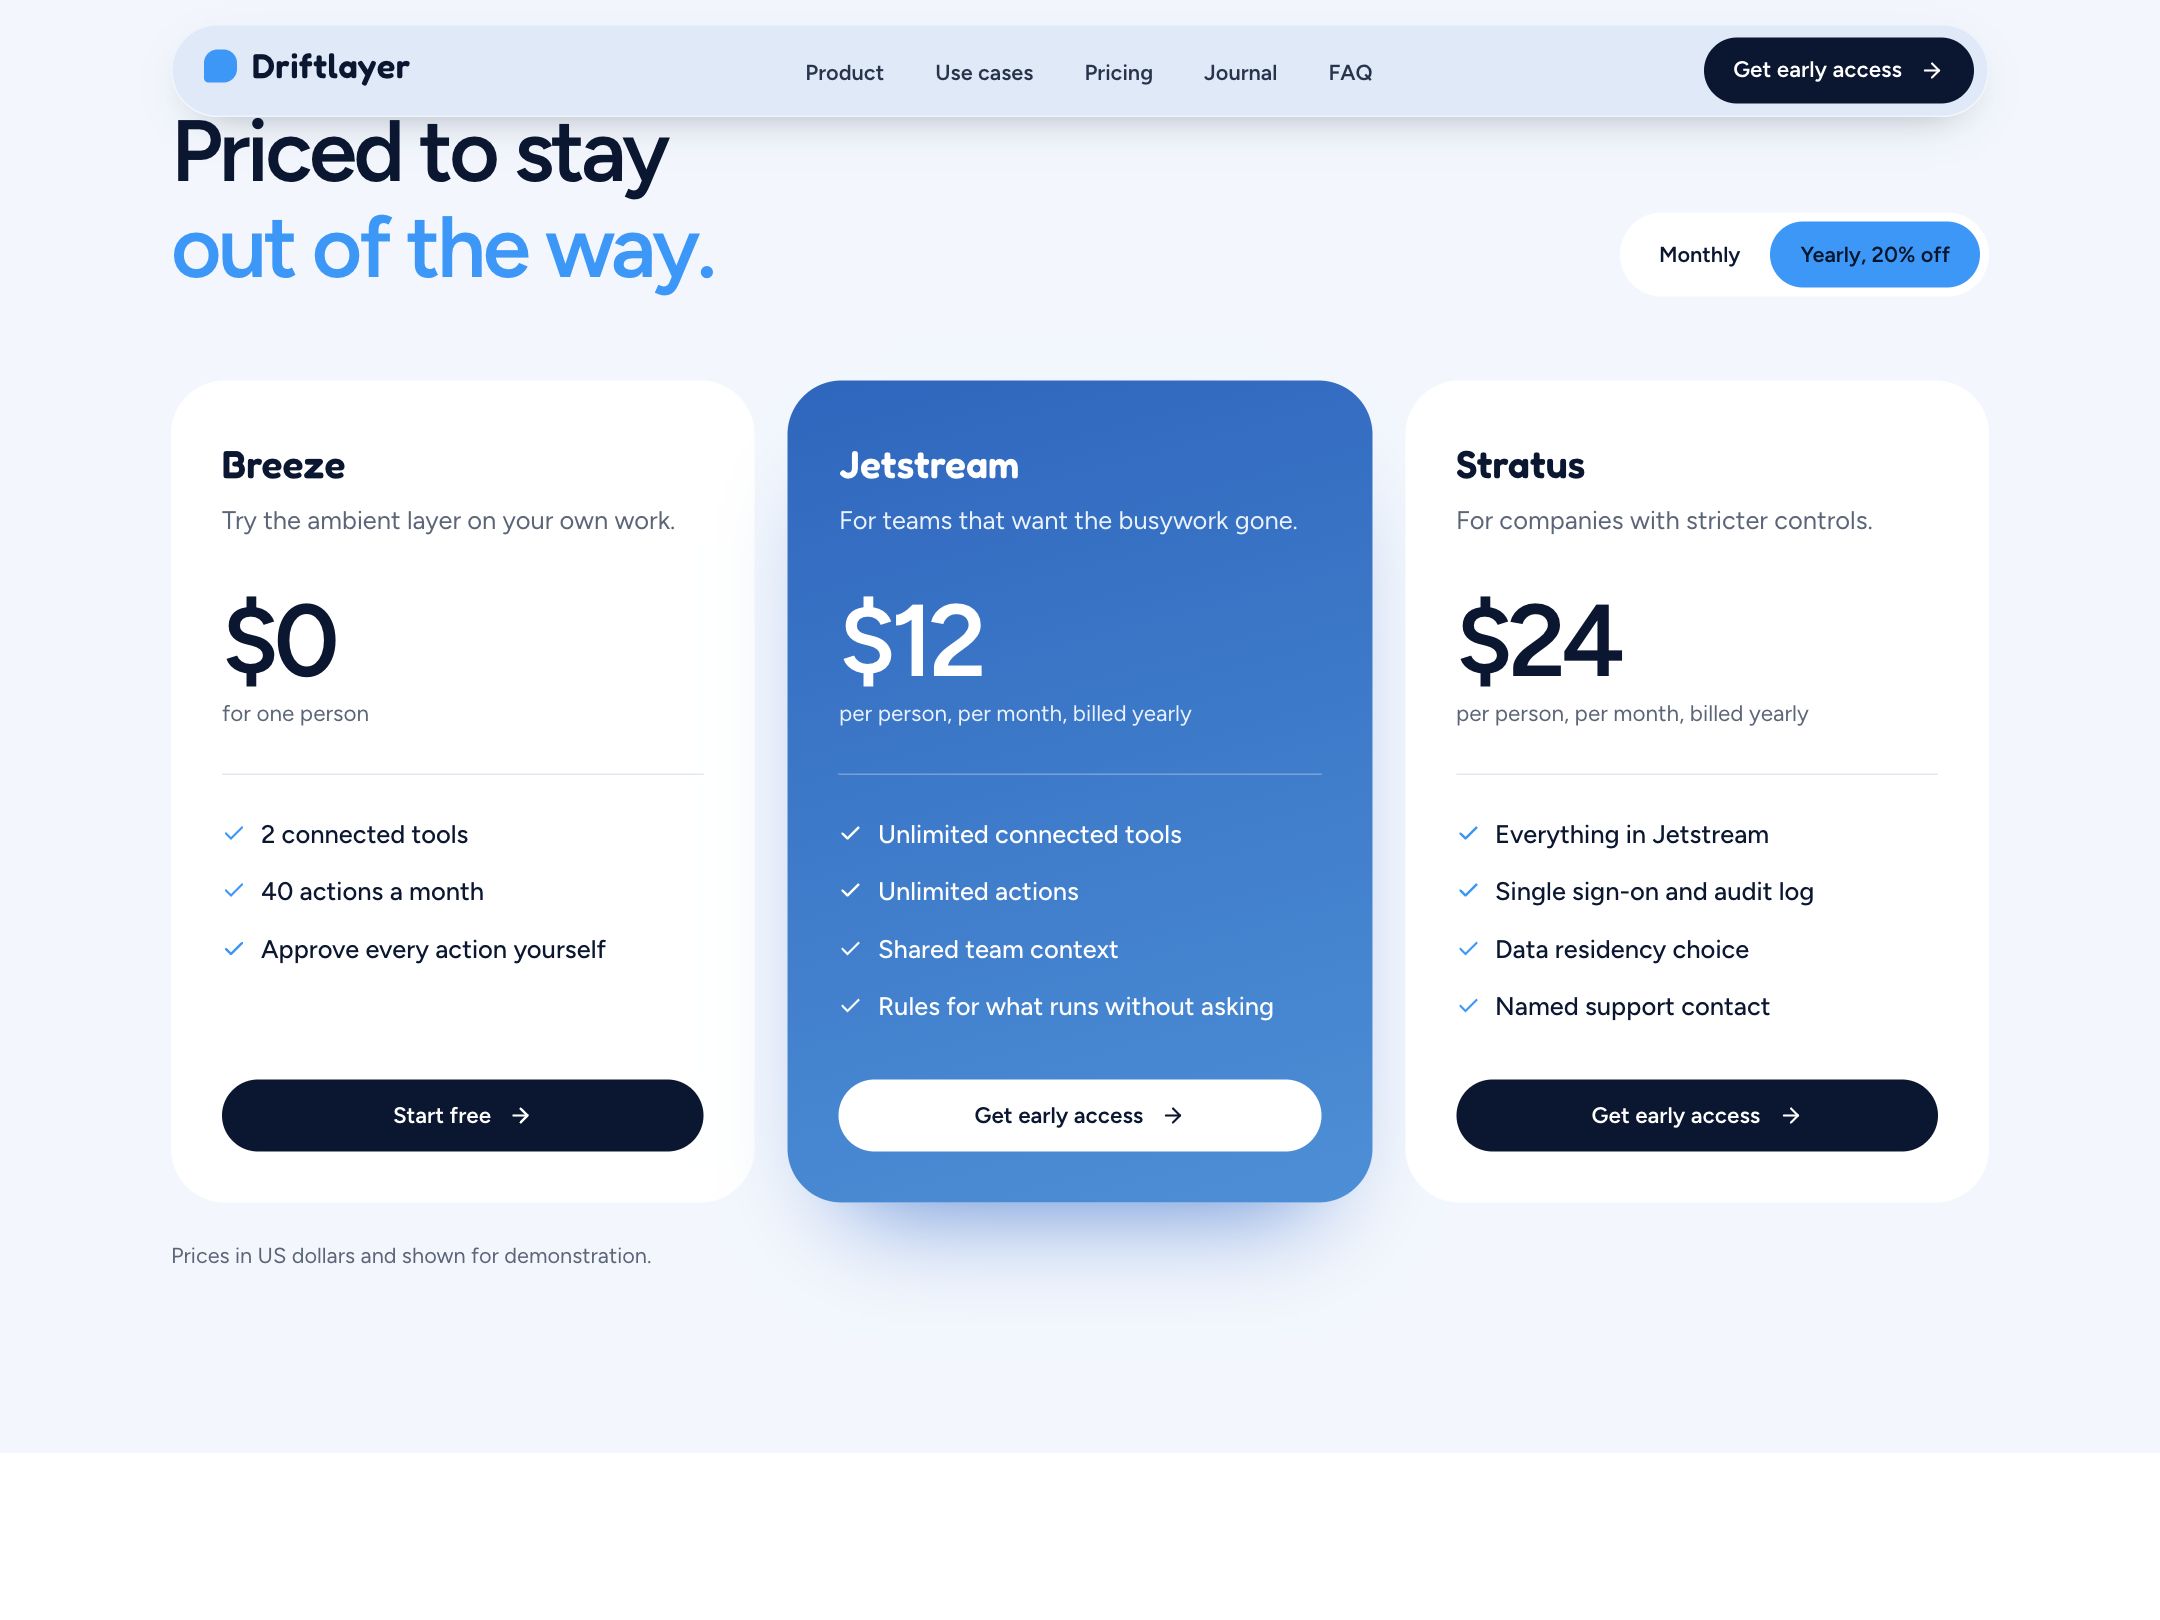 Driftlayer
Product Use cases Pricing Journal FAQ
Get early access
Priced to stay
out of the way.
Monthly Yearly, 20% off
Breeze
Try the ambient layer on your own work.
$0
for one person
2 connected tools
40 actions a month
Approve every action yourself
Start free
Jetstream
For teams that want the busywork gone.
$12
per person, per month, billed yearly
Unlimited connected tools
Unlimited actions
Shared team context
Rules for what runs without asking
Get early access
Stratus
For companies with stricter controls.
$24
per person, per month, billed yearly
Everything in Jetstream
Single sign-on and audit log
Data residency choice
Named support contact
Get early access
Prices in US dollars and shown for demonstration.